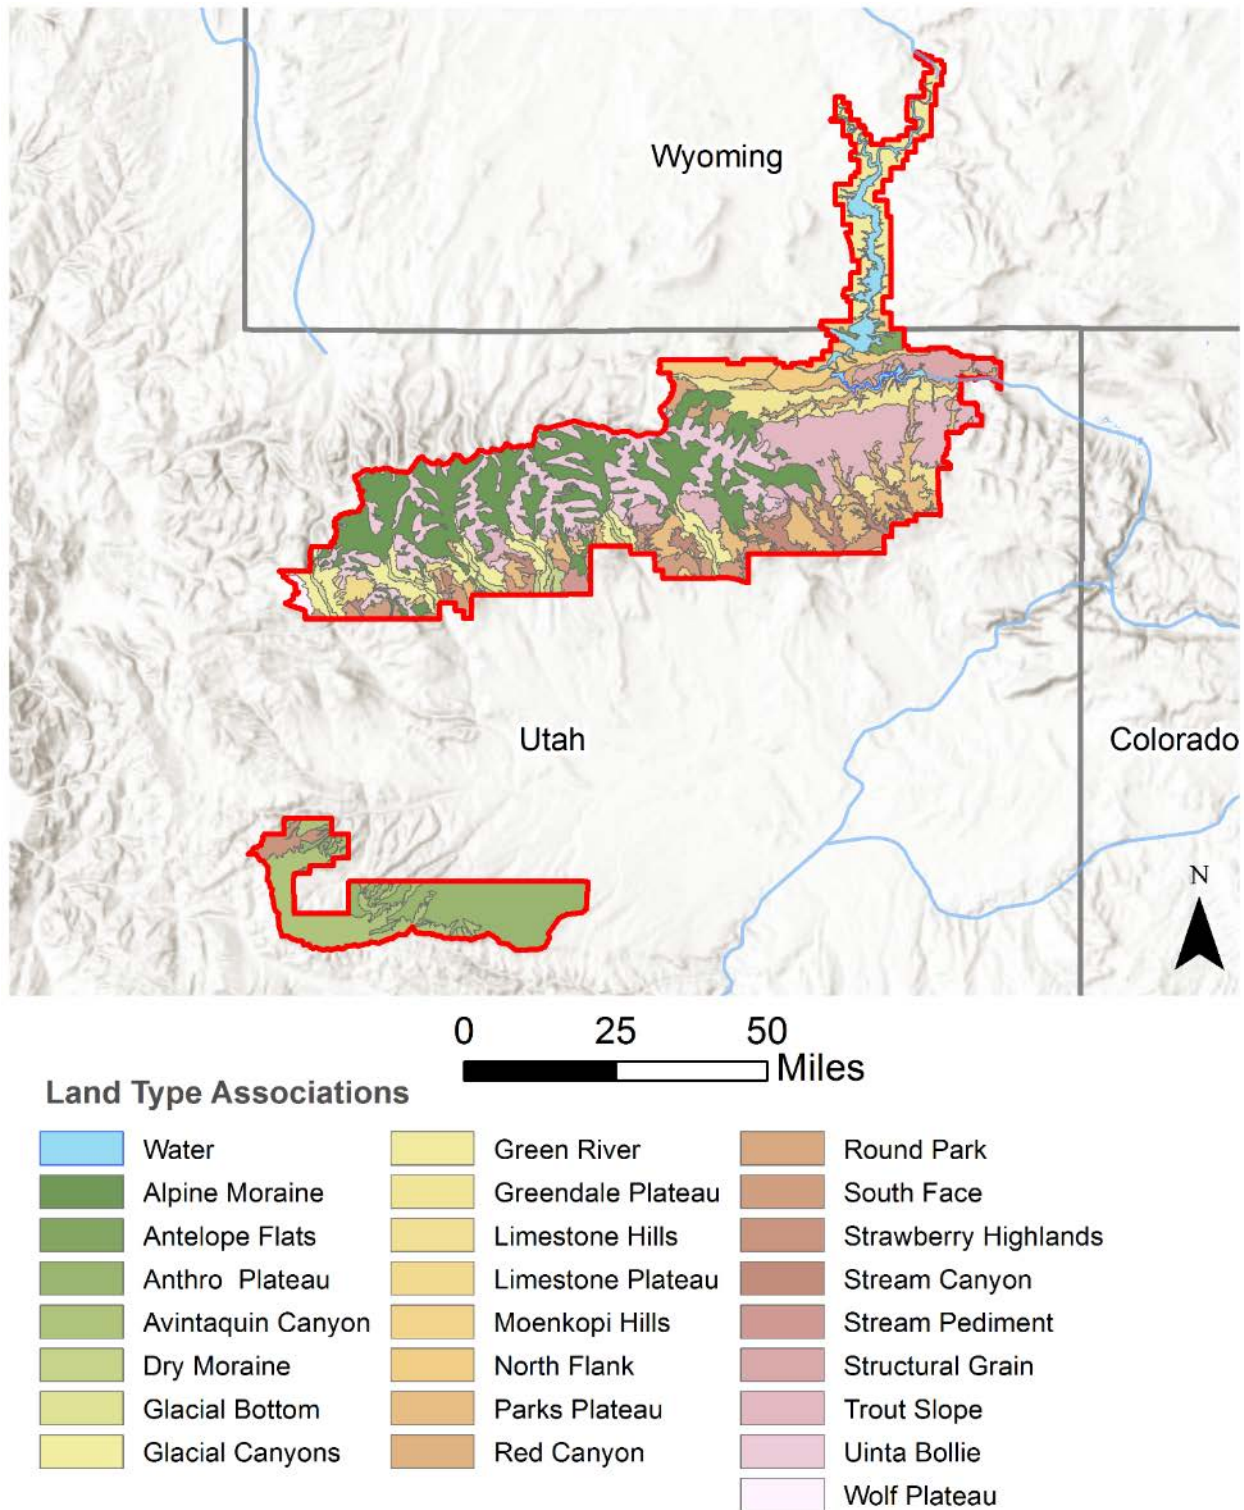 Wyoming
Utah
Colorado
N
0 25 50
Miles
Land Type Associations
Water
Alpine Moraine
Antelope Flats
Anthro Plateau
Avintaquin Canyon
Dry Moraine
Glacial Bottom
Glacial Canyons
Green River
Greendale Plateau
Limestone Hills
Limestone Plateau
Moenkopi Hills
North Flank
Parks Plateau
Red Canyon
Round Park
South Face
Strawberry Highlands
Stream Canyon
Stream Pediment
Structural Grain
Trout Slope
Uinta Bollie
Wolf Plateau